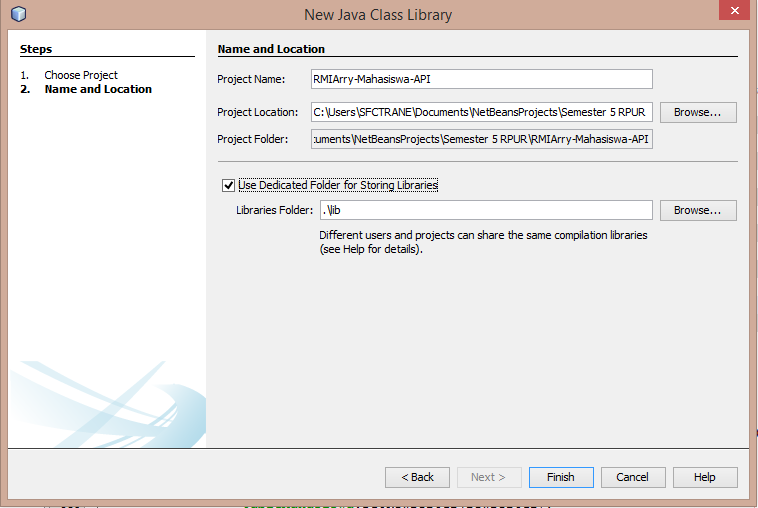 New Java Class Library
Steps
1. Choose Project
2. Name and Location
Name and Location
Project Name: RMIArry-Mahasiswa-API
Project Location: C:\Users\SFCTRANE\Documents\NetBeansProjects\Semester 5 RPUR Browse...
Project Folder: :uments\NetBeansProjects\Semester 5 RPUR\RMIArry-Mahasiswa-API
Use Dedicated Folder for Storing Libraries
Libraries Folder: .\lib Browse...
Different users and projects can share the same compilation libraries
(see Help for details).
< Back Next > Finish Cancel Help